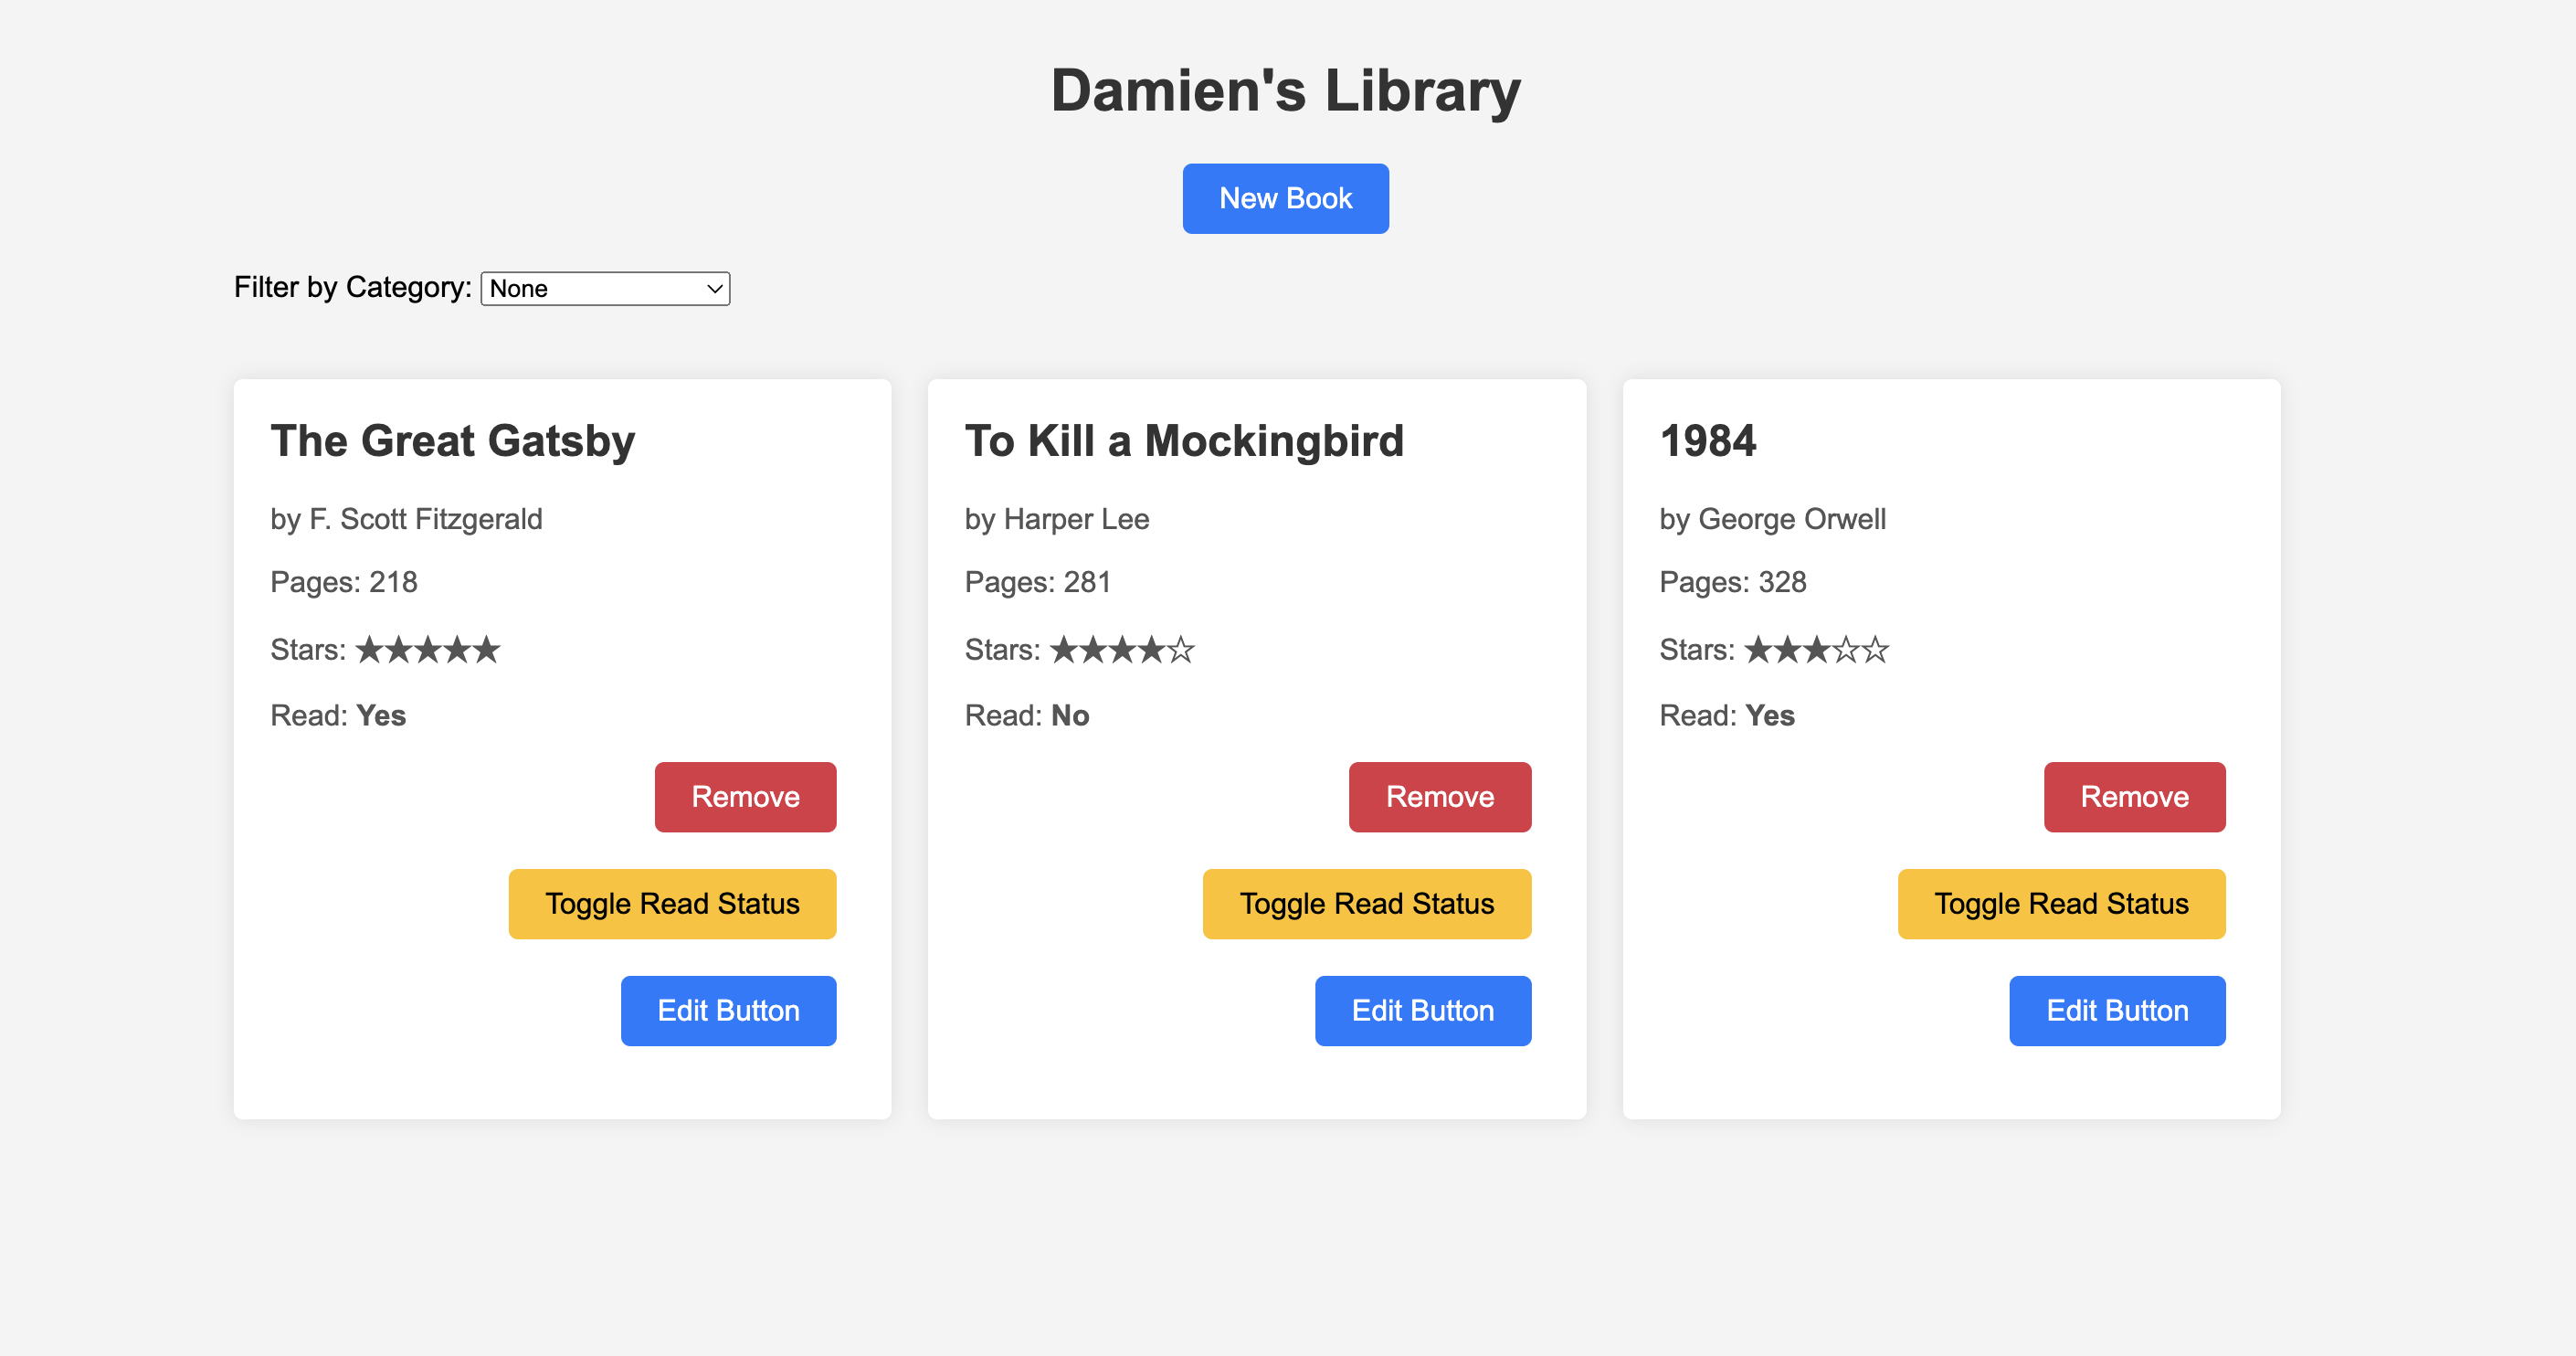 Damien's Library
New Book
Filter by Category: None
The Great Gatsby
by F. Scott Fitzgerald
Pages: 218
Stars: ★★★★★
Read: Yes
Remove
Toggle Read Status
Edit Button
To Kill a Mockingbird
by Harper Lee
Pages: 281
Stars: ★★★★☆
Read: No
Remove
Toggle Read Status
Edit Button
1984
by George Orwell
Pages: 328
Stars: ★★★☆☆
Read: Yes
Remove
Toggle Read Status
Edit Button